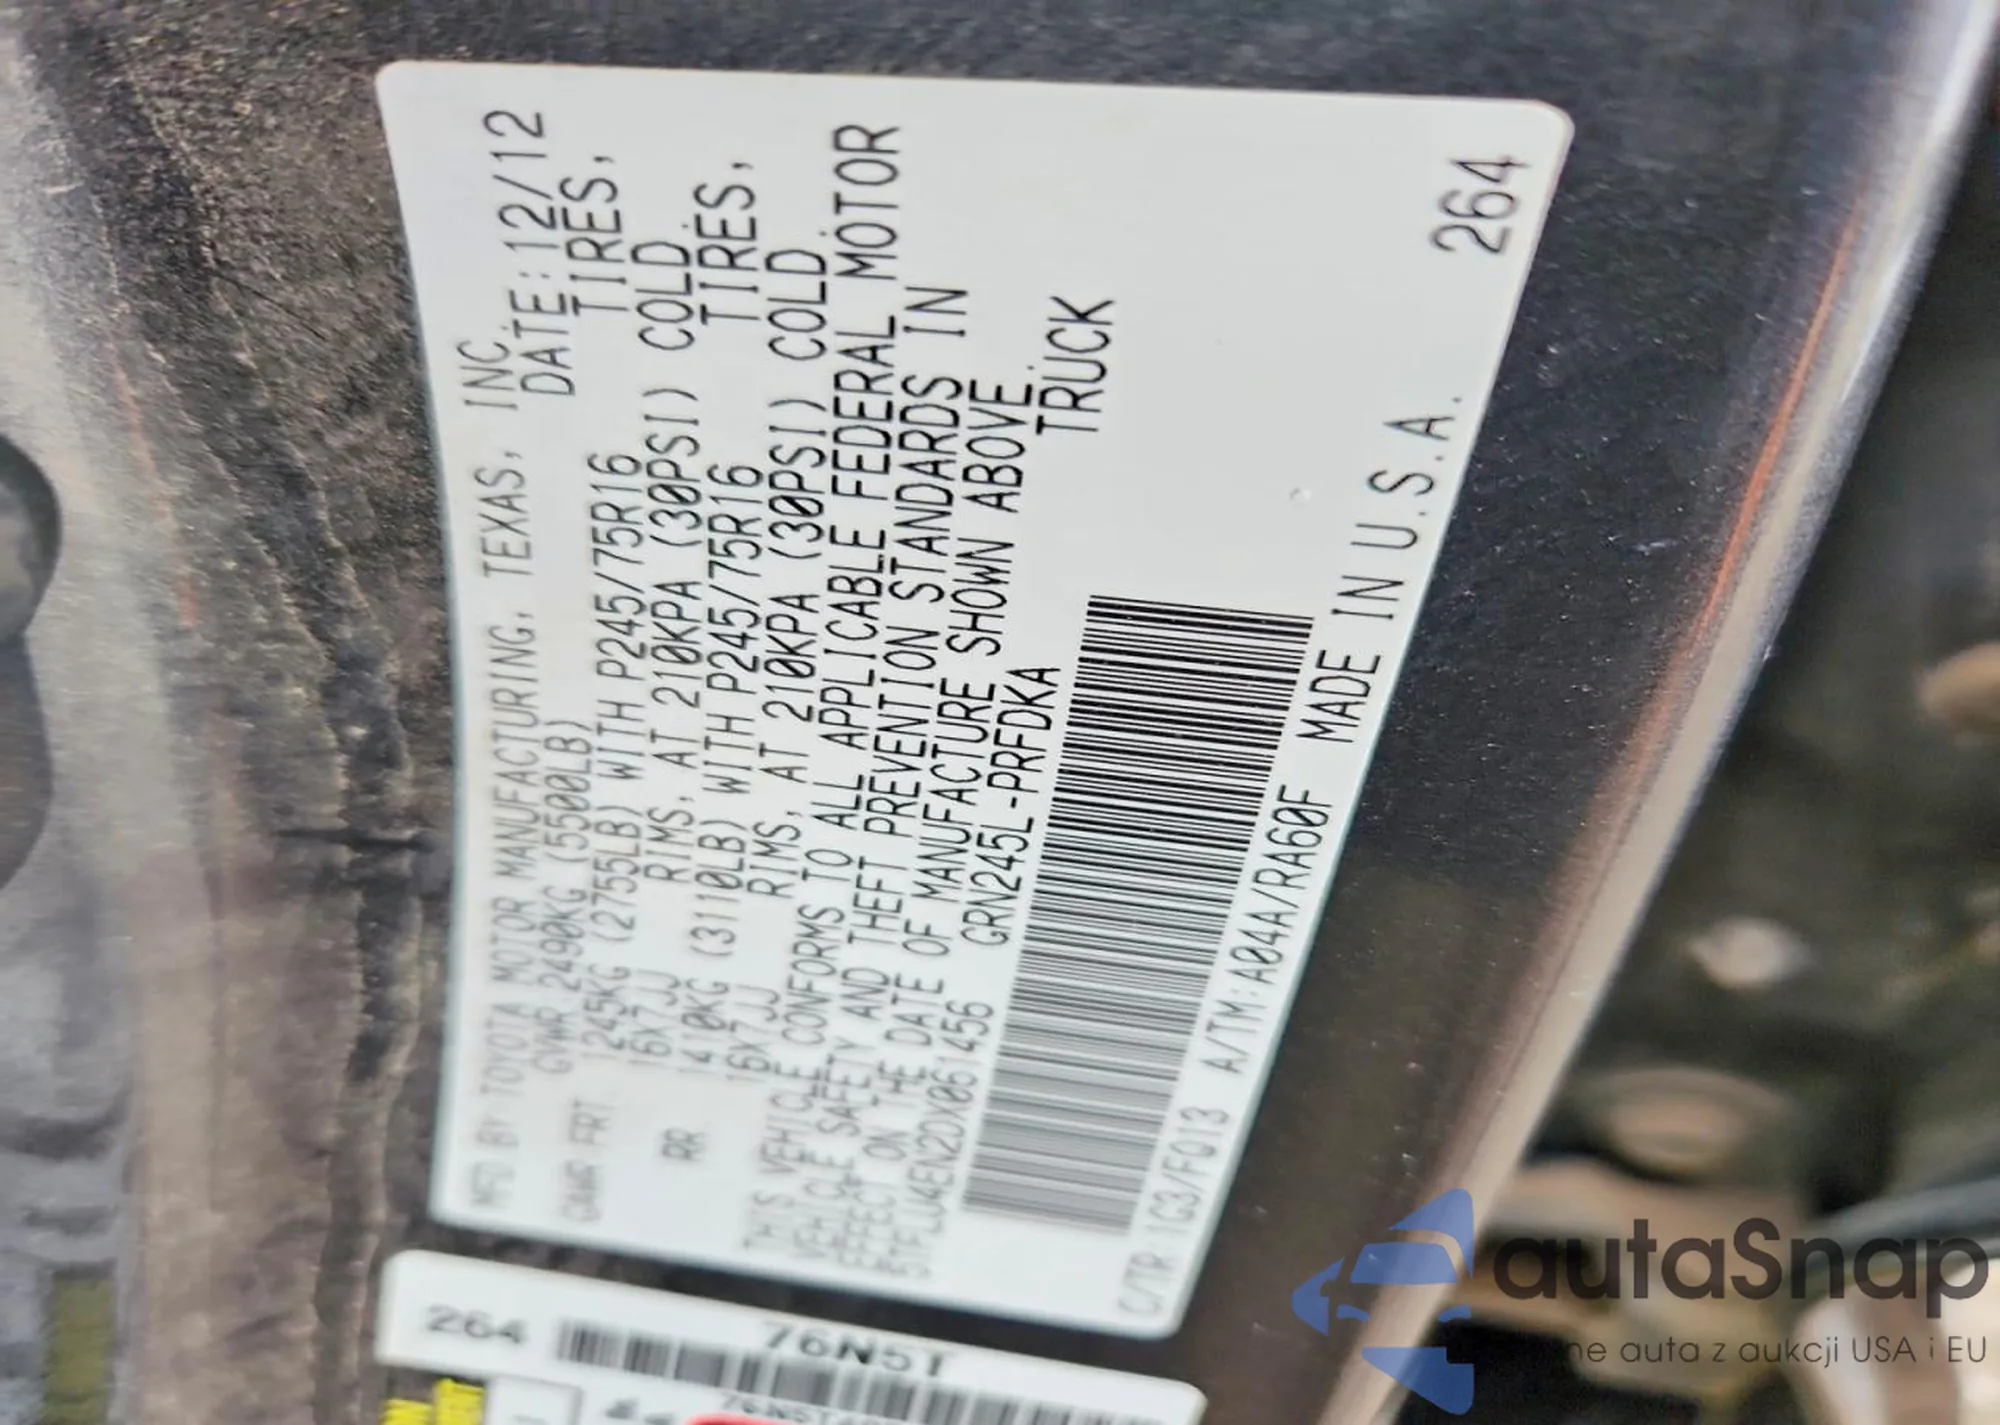 MFD BY TOYOTA MOTOR MANUFACTURING, TEXAS, INC.
GVWR 2490KG (5500LB) DATE: 12/12
GAWR FRT 1245KG (2755LB) WITH P245/75R16 TIRES,
16X7JJ RIMS, AT 210KPA (30PSI) COLD
RR 1410KG (3110LB) WITH P245/75R16 TIRES,
16X7JJ RIMS, AT 210KPA (30PSI) COLD
THIS VEHICLE CONFORMS TO ALL APPLICABLE FEDERAL MOTOR
VEHICLE SAFETY AND THEFT PREVENTION STANDARDS IN
EFFECT ON THE DATE OF MANUFACTURE SHOWN ABOVE.
5TFLU4EN2DX061456 GRN245L-PRFDKA TRUCK
C/TR:1G3/FQ13 A/TM:A04A/RA60F MADE IN U.S.A.
264
264 76N5T
autaSnap
ne auta z aukcji USA i EU